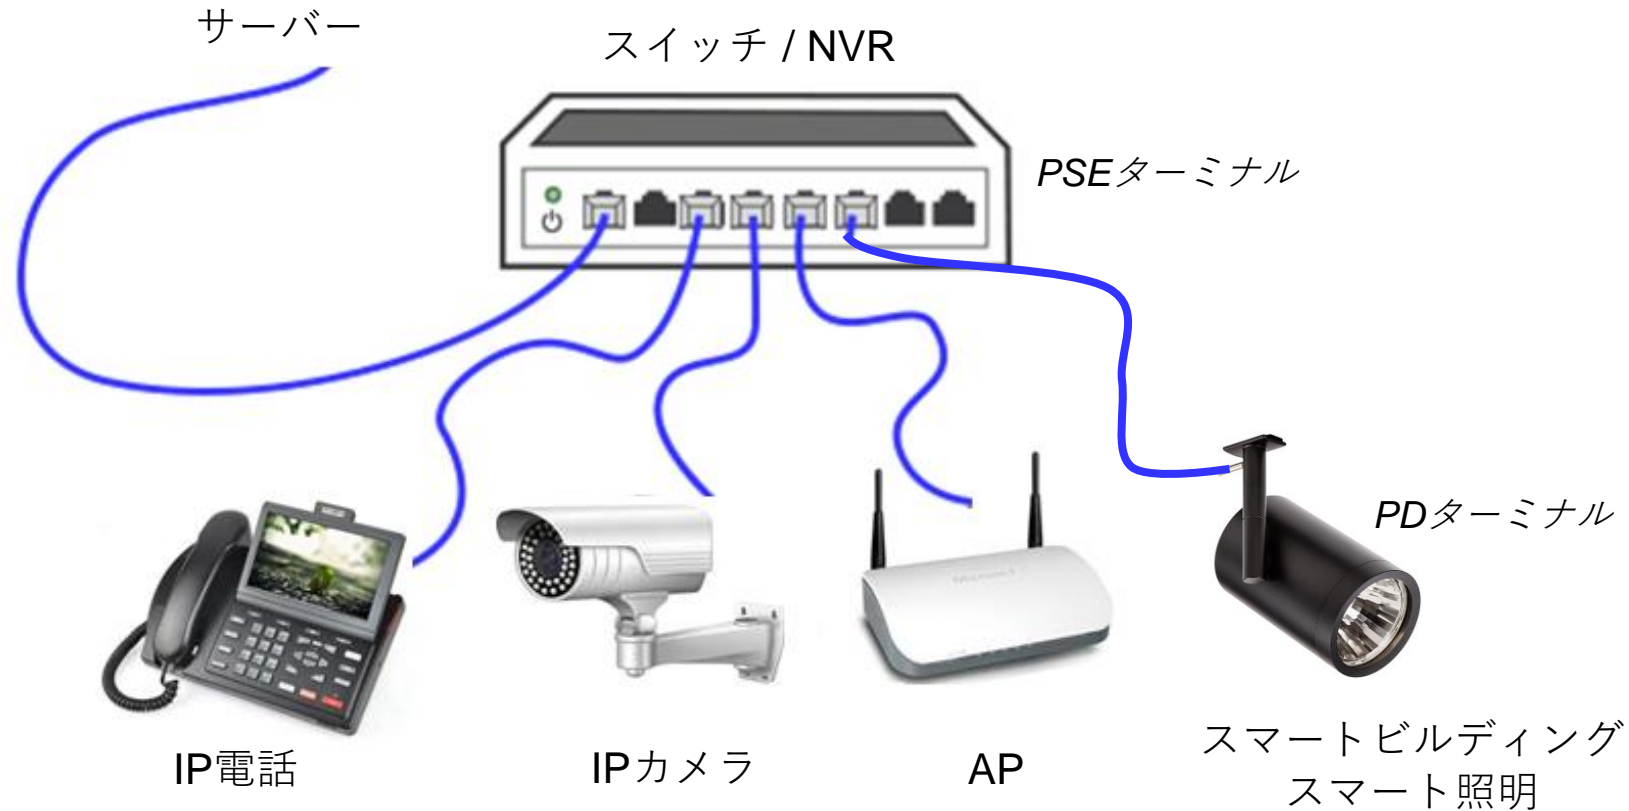 サーバー
スイッチ / NVR
PSEターミナル
PDターミナル
IP電話
IPカメラ
AP
スマートビルディング
スマート照明